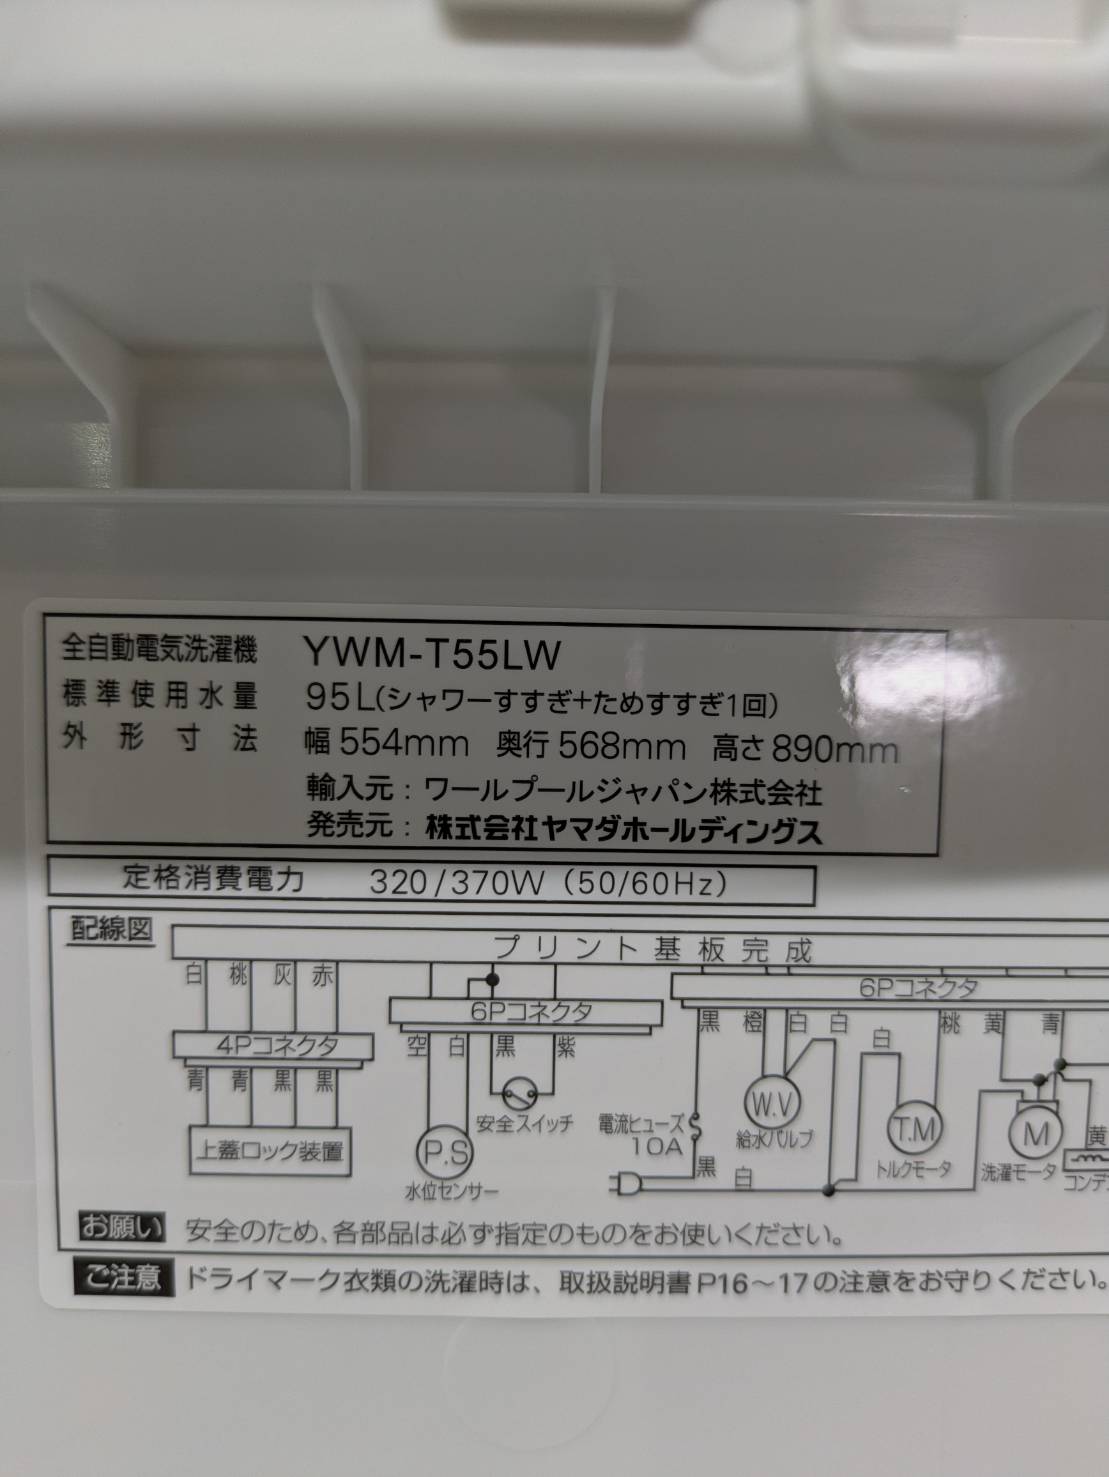 全自動電気洗濯機 YWM-T55LW
標準使用水量 95L(シャワーすすぎ+ためすすぎ1回)
外形寸法 幅554mm 奥行568mm 高さ890mm
輸入元：ワールプールジャパン株式会社
発売元：株式会社ヤマダホールディングス
定格消費電力 320/370W（50/60Hz）
配線図
プリント基板完成
白 桃 灰 赤
6Pコネクタ
6Pコネクタ
4Pコネクタ
空 白 黒 紫
黒 橙 白 白 白 桃 黄 青
青 青 黒 黒
上蓋ロック装置
P.S
水位センサー
安全スイッチ
電流ヒューズ
10A
黒
白
W.V
給水バルブ
T.M
トルクモータ
M
洗濯モータ
黄
コンデ
お願い 安全のため、各部品は必ず指定のものをお使いください。
ご注意 ドライマーク衣類の洗濯時は、取扱説明書P16～17の注意をお守りください。